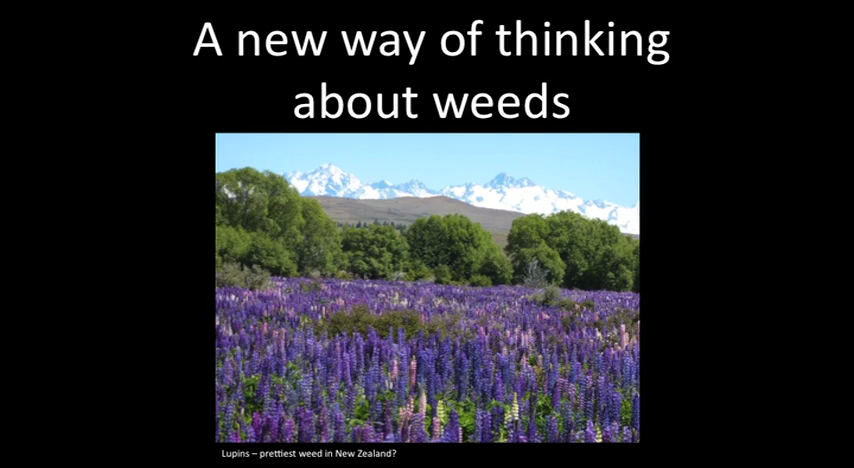 A new way of thinking
about weeds
Lupins – prettiest weed in New Zealand?